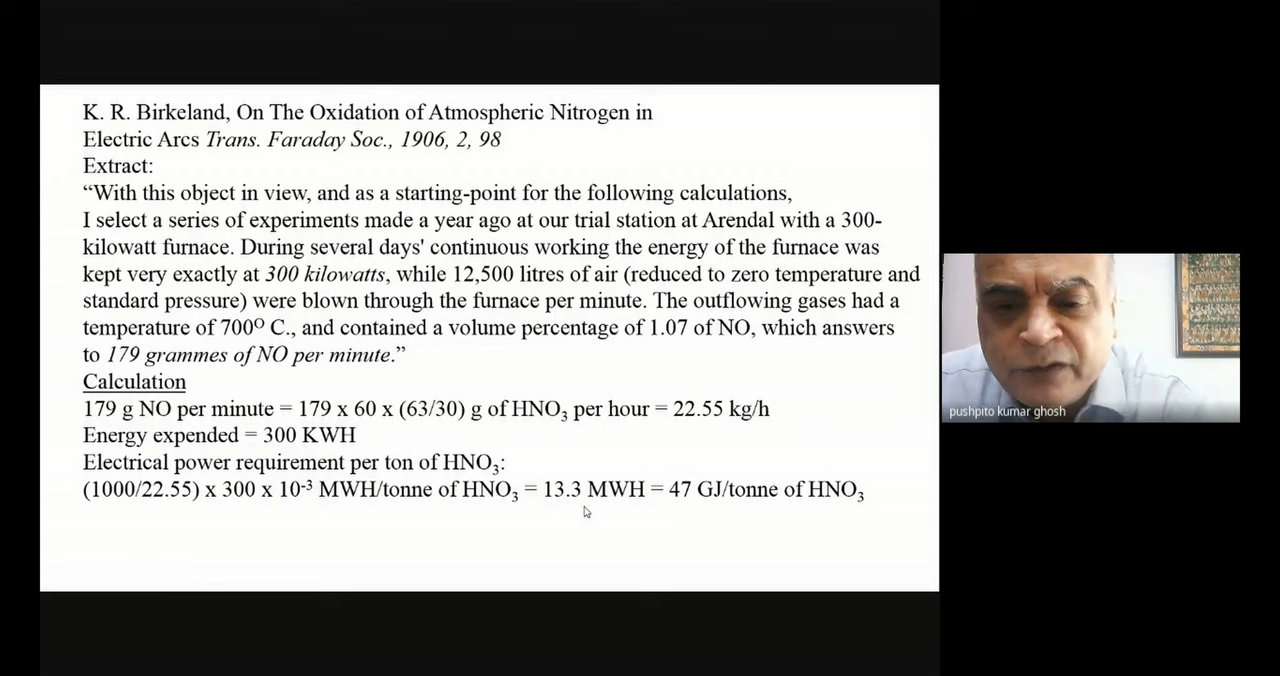 K. R. Birkeland, On The Oxidation of Atmospheric Nitrogen in
Electric Arcs Trans. Faraday Soc., 1906, 2, 98
Extract:
“With this object in view, and as a starting-point for the following calculations,
I select a series of experiments made a year ago at our trial station at Arendal with a 300-
kilowatt furnace. During several days' continuous working the energy of the furnace was
kept very exactly at 300 kilowatts, while 12,500 litres of air (reduced to zero temperature and
standard pressure) were blown through the furnace per minute. The outflowing gases had a
temperature of 700⁰ C., and contained a volume percentage of 1.07 of NO, which answers
to 179 grammes of NO per minute.”
Calculation
179 g NO per minute = 179 x 60 x (63/30) g of HNO₃ per hour = 22.55 kg/h
Energy expended = 300 KWH
Electrical power requirement per ton of HNO₃:
(1000/22.55) x 300 x 10⁻³ MWH/tonne of HNO₃ = 13.3 MWH = 47 GJ/tonne of HNO₃
pushpito kumar ghosh